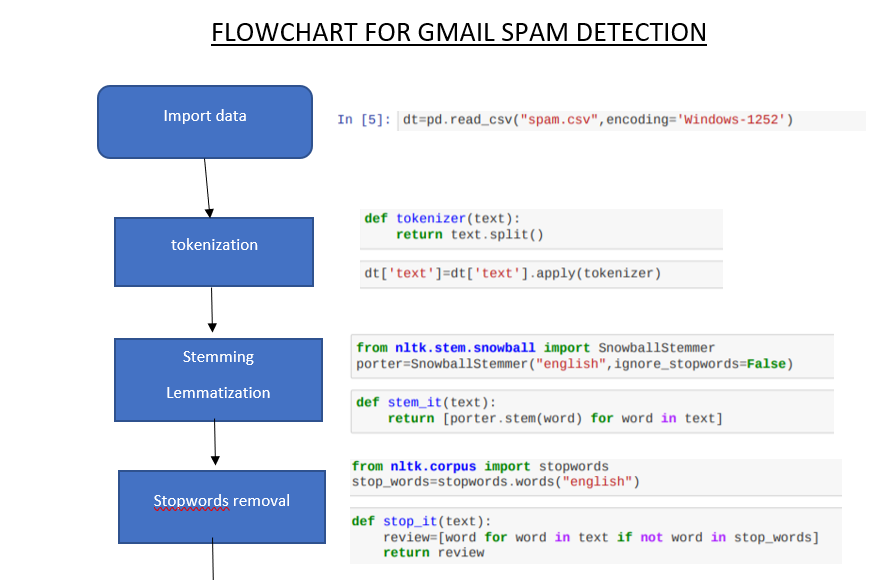 FLOWCHART FOR GMAIL SPAM DETECTION
Import data
In [5]: dt=pd.read_csv("spam.csv",encoding='Windows-1252')
tokenization
def tokenizer(text):
    return text.split()
dt['text']=dt['text'].apply(tokenizer)
Stemming
Lemmatization
from nltk.stem.snowball import SnowballStemmer
porter=SnowballStemmer("english",ignore_stopwords=False)
def stem_it(text):
    return [porter.stem(word) for word in text]
Stopwords removal
from nltk.corpus import stopwords
stop_words=stopwords.words("english")
def stop_it(text):
    review=[word for word in text if not word in stop_words]
    return review